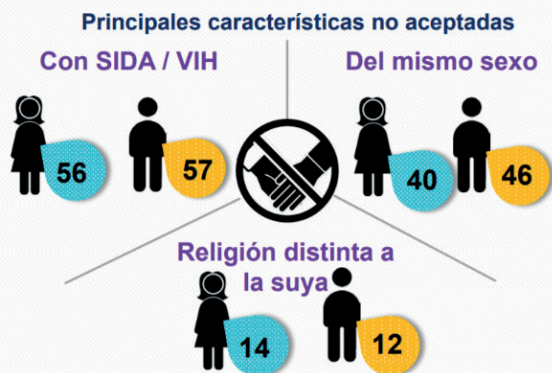 Principales características no aceptadas
Con SIDA / VIH
Del mismo sexo
56
57
40
46
Religión distinta a
la suya
14
12